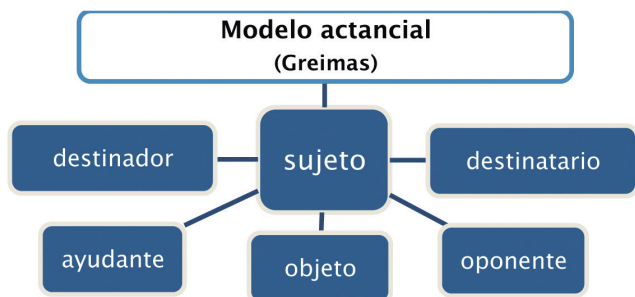 Modelo actancial
(Greimas)
destinador
sujeto
destinatario
ayudante
objeto
oponente